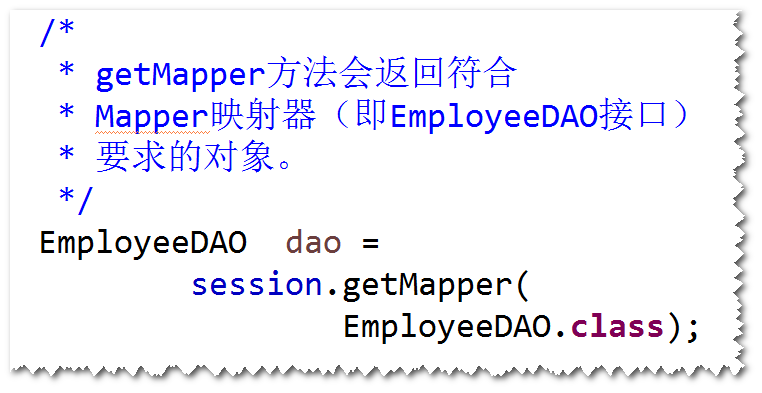 /*
 * getMapper方法会返回符合
 * Mapper映射器（即EmployeeDAO接口）
 * 要求的对象。
 */
EmployeeDAO  dao =
        session.getMapper(
                EmployeeDAO.class);